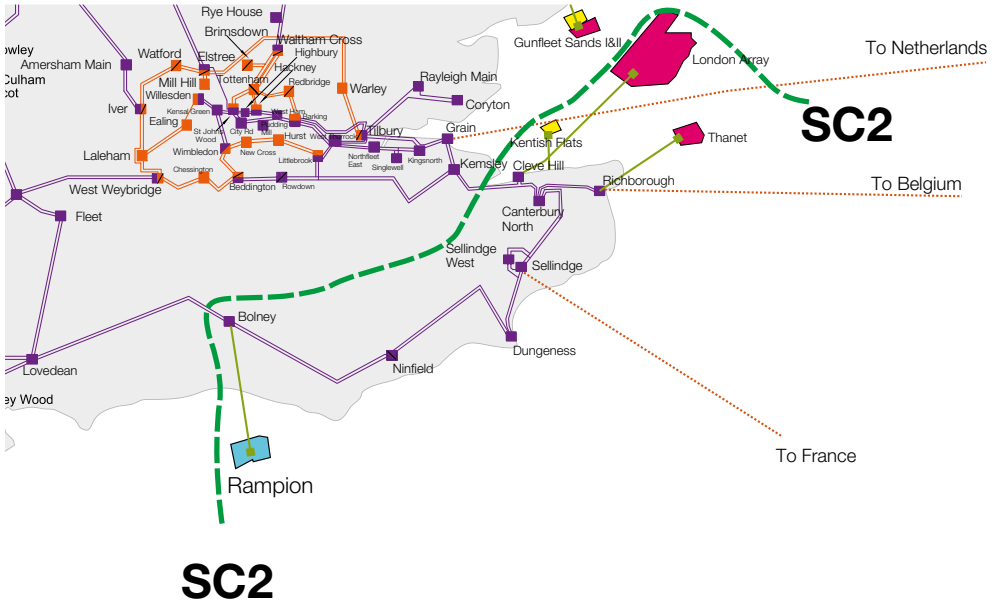 Rye House
Brimsdown
Waltham Cross
Highbury
Hackney
Watford
Elstree
Tottenham
Redbridge
Mill Hill
Willesden
Amersham Main
owley
Culham
cot
Iver
Ealing
Kensal Green
St Johns
Wood
City Rd
West Ham
Pudding
Mill
Barking
Hurst
Warley
Tilbury
Rayleigh Main
Coryton
Grain
Kingsnorth
Singlewell
Northfleet
East
Littlebrook
New Cross
Wimbledon
Laleham
Chessington
West Weybridge
Beddington
Rowdown
Kemsley
Cleve Hill
Kentish Flats
Gunfleet Sands I&II
London Array
To Netherlands
SC2
Thanet
To Belgium
Richborough
Canterbury
North
Sellindge
West
Sellindge
Fleet
Bolney
Dungeness
Ninfield
Lovedean
ey Wood
To France
Rampion
SC2